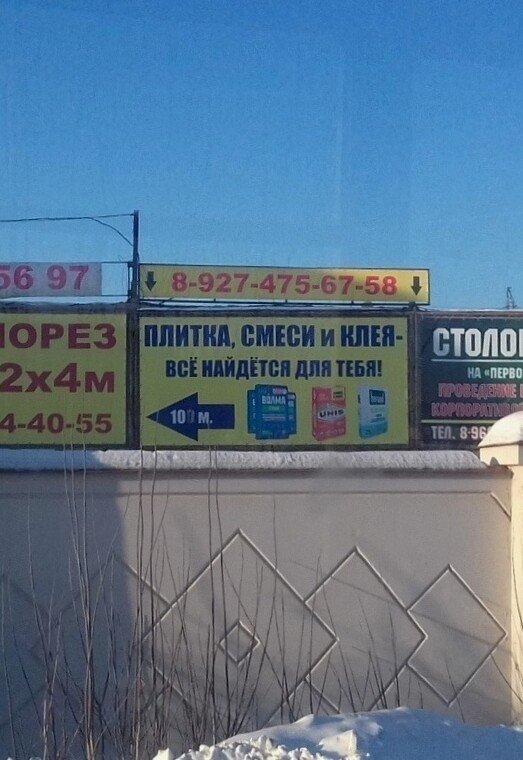 56 97
8-927-475-67-58
ПОРЕЗ
2х4м
4-40-55
ПЛИТКА, СМЕСИ и КЛЕЯ-
ВСЁ НАЙДЁТСЯ ДЛЯ ТЕБЯ!
100 м.
ВОЛМА
UNIS
СТОЛО
НА «ПЕРВО
ПРОВЕДЕНИЕ
КОРПОРАТИВ
ТЕЛ. 8-96